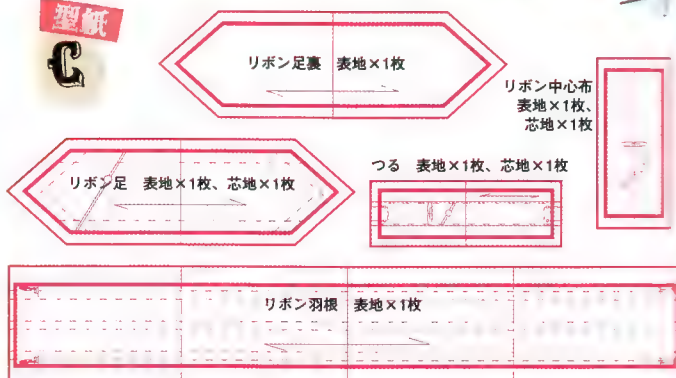 型紙
C
リボン足裏 表地×1枚
リボン中心布
表地×1枚、
芯地×1枚
リボン足 表地×1枚、芯地×1枚
つる 表地×1枚、芯地×1枚
リボン羽根 表地×1枚